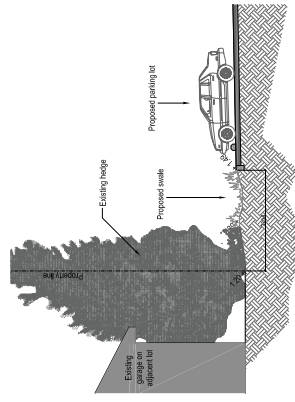 Proposed parking lot
Existing hedge
Proposed swale
Property line
Existing
garage on
adjacent lot